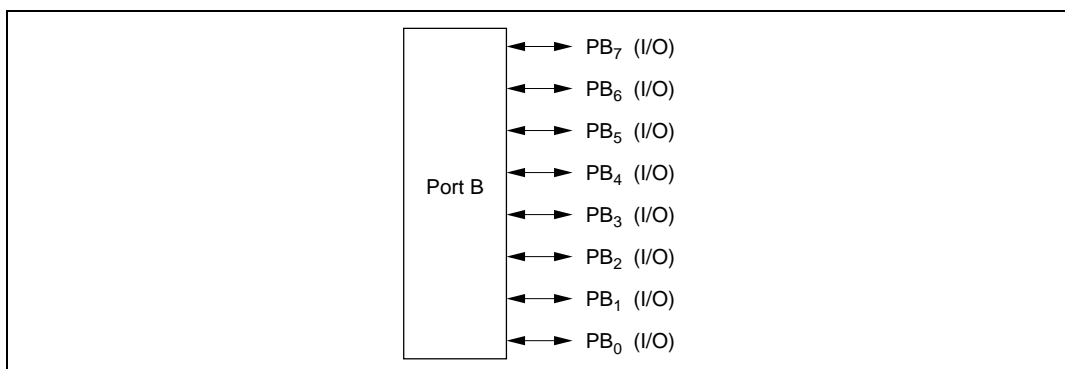 PB₇ (I/O)
PB₆ (I/O)
PB₅ (I/O)
PB₄ (I/O)
Port B
PB₃ (I/O)
PB₂ (I/O)
PB₁ (I/O)
PB₀ (I/O)